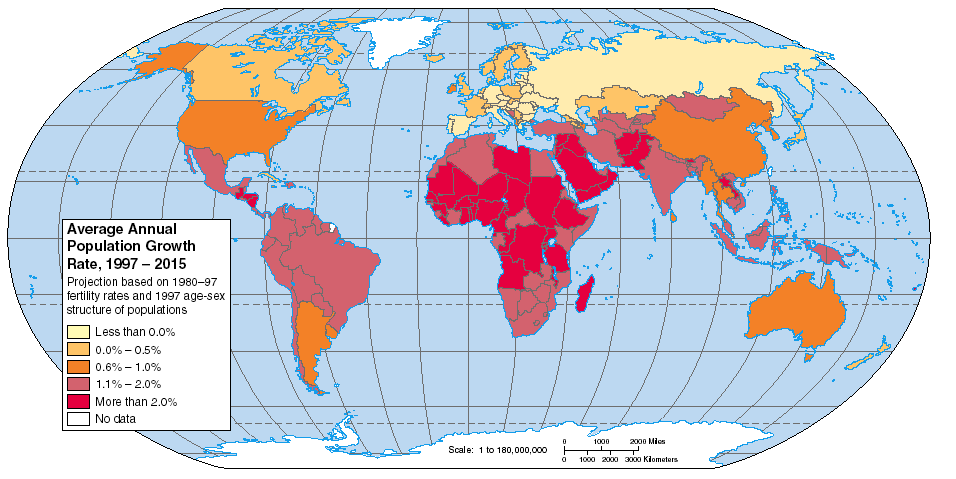 Average Annual
Population Growth
Rate, 1997 – 2015
Projection based on 1980–97
fertility rates and 1997 age-sex
structure of populations
Less than 0.0%
0.0% – 0.5%
0.6% – 1.0%
1.1% – 2.0%
More than 2.0%
No data
Scale: 1 to 180,000,000
0 1000 2000 Miles
0 1000 2000 3000 Kilometers